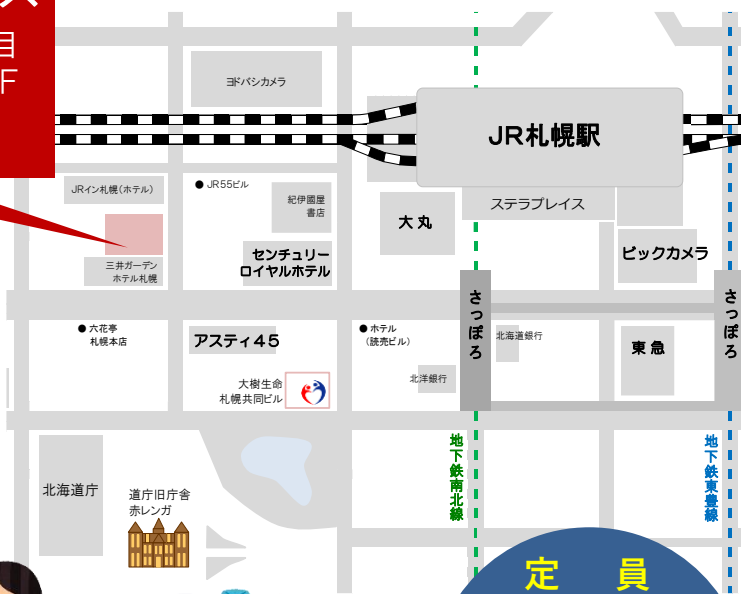 目
F
ヨドバシカメラ
JR札幌駅
JRイン札幌(ホテル)
● JR55ビル
紀伊國屋
書店
大 丸
ステラプレイス
センチュリー
ロイヤルホテル
三井ガーデン
ホテル札幌
ビックカメラ
さっぽろ
さっぽろ
● 六花亭
札幌本店
アスティ45
● ホテル
(読売ビル)
北海道銀行
東 急
大樹生命
札幌共同ビル
北洋銀行
地下鉄南北線
地下鉄東豊線
北海道庁
道庁旧庁舎
赤レンガ
定 員